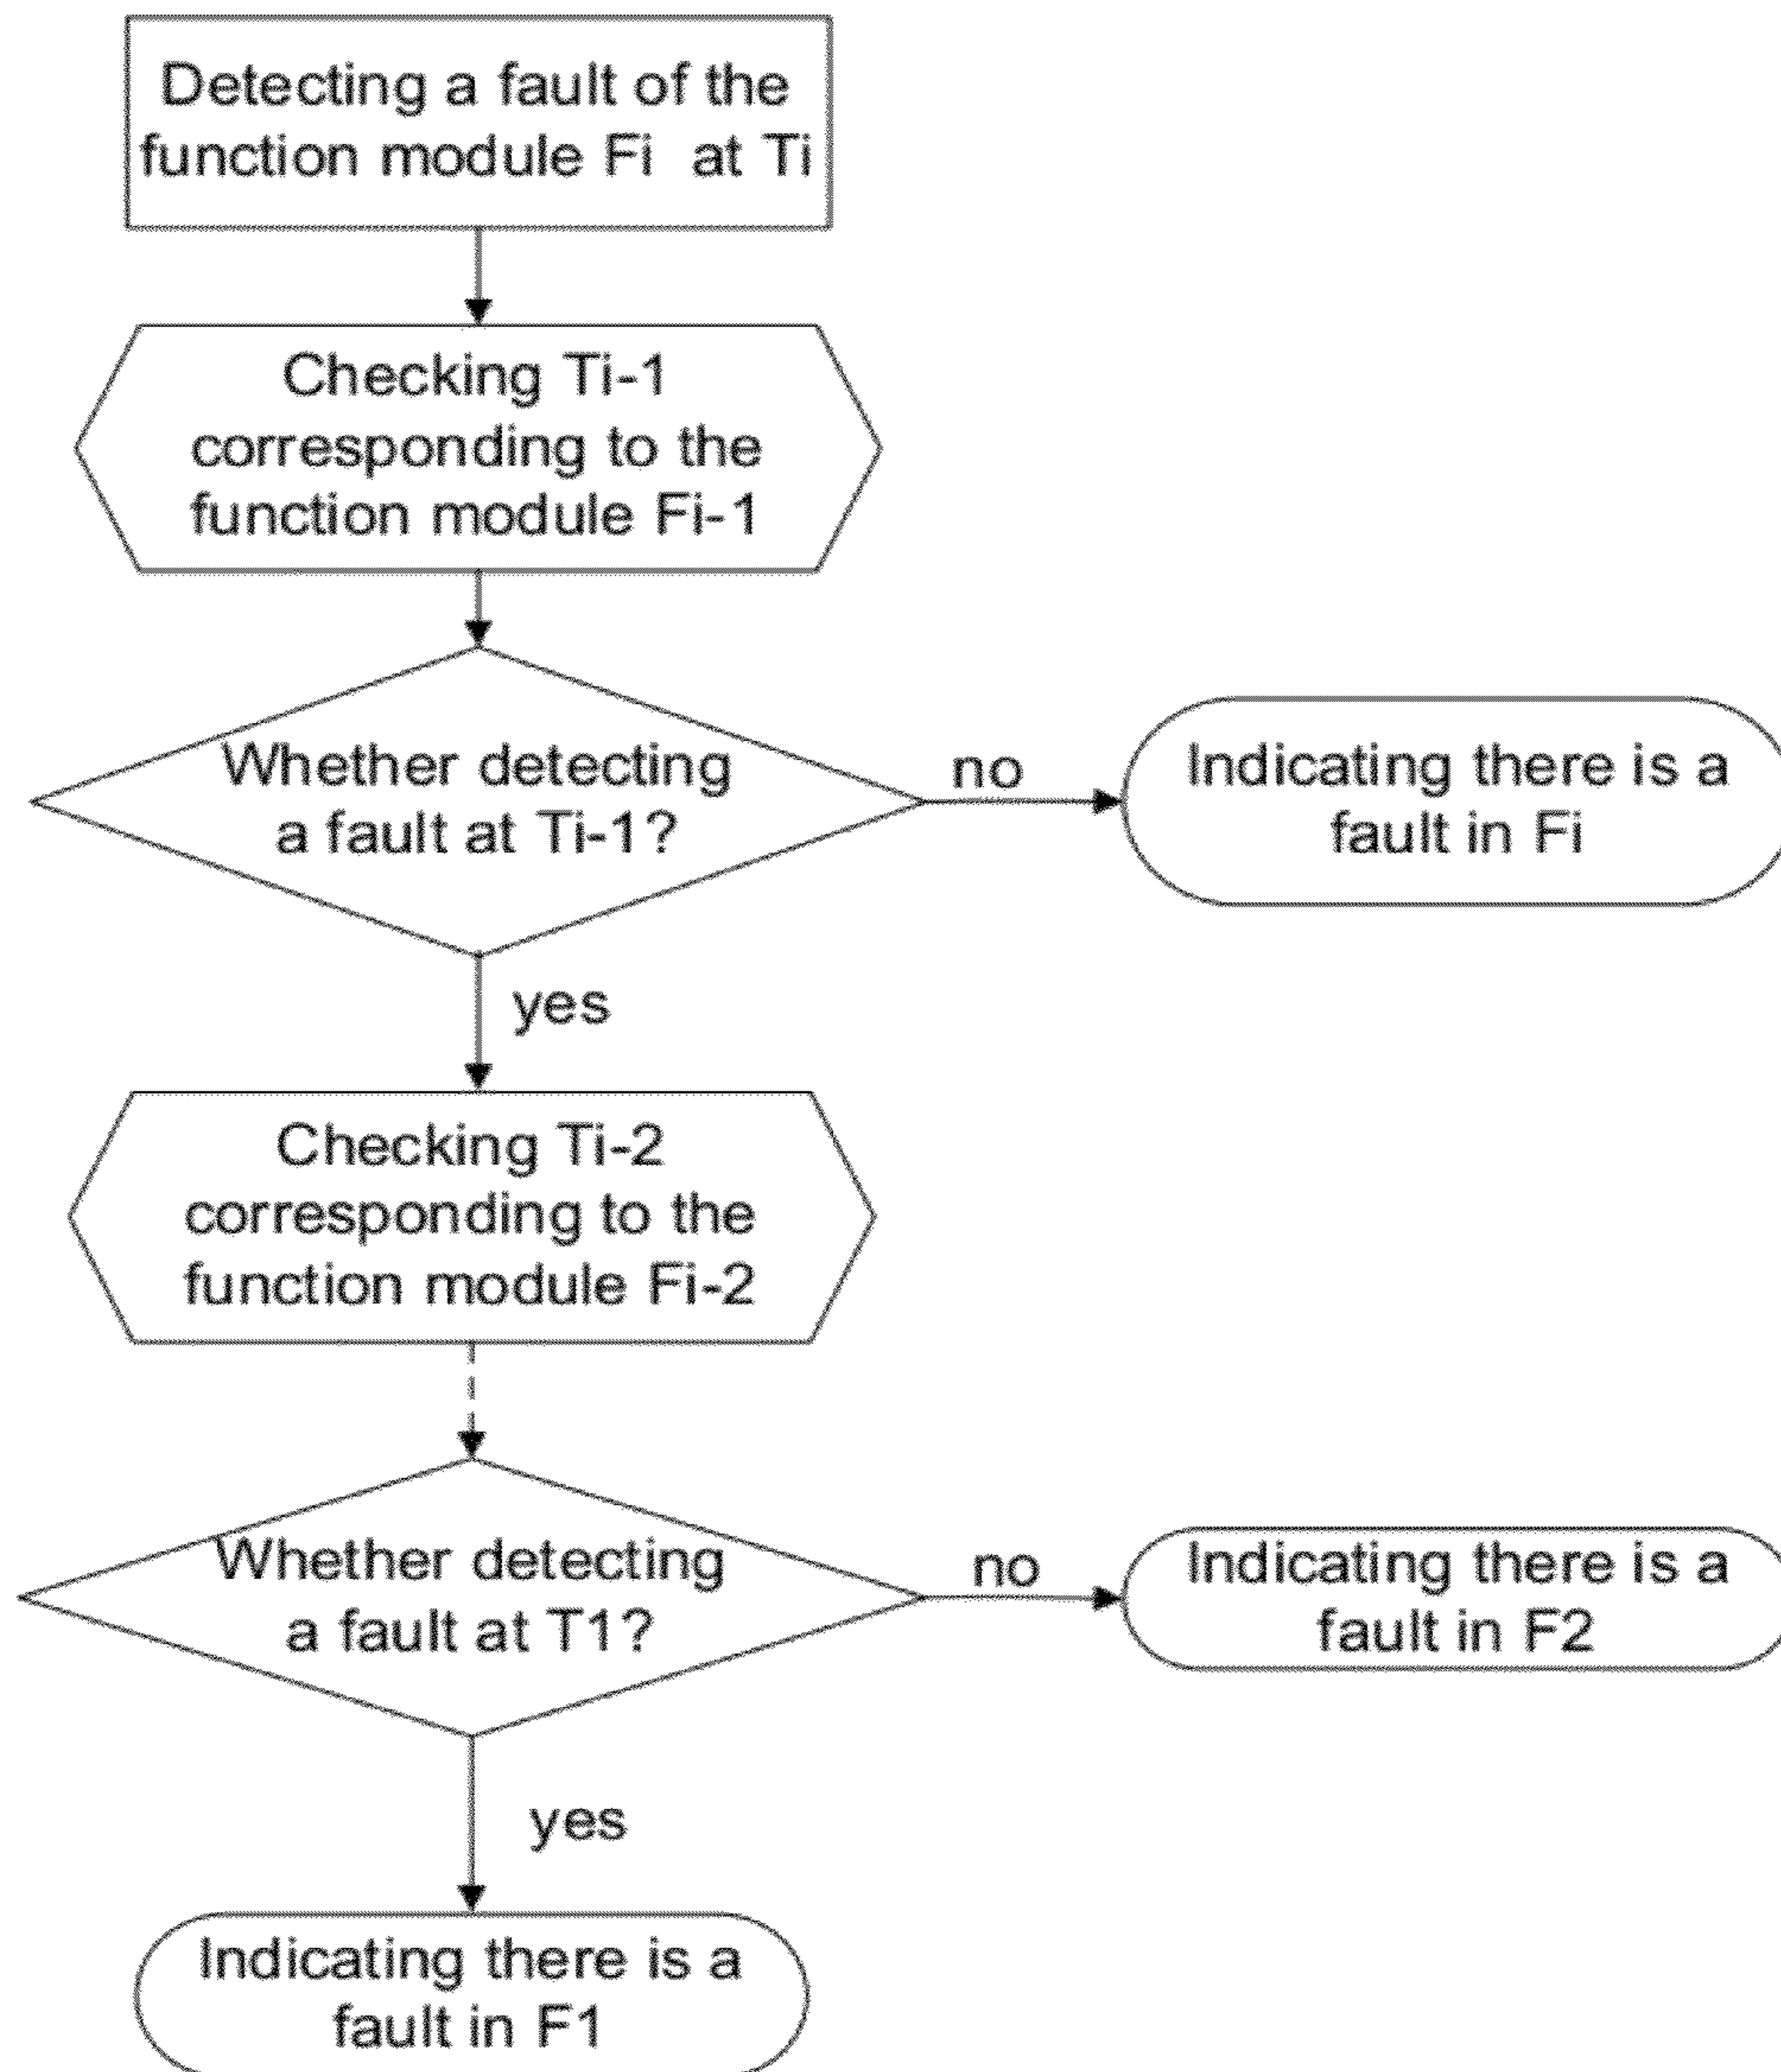 Detecting a fault of the
function module Fi at Ti
Checking Ti-1
corresponding to the
function module Fi-1
Whether detecting
a fault at Ti-1?
no
Indicating there is a
fault in Fi
yes
Checking Ti-2
corresponding to the
function module Fi-2
Whether detecting
a fault at T1?
no
Indicating there is a
fault in F2
yes
Indicating there is a
fault in F1